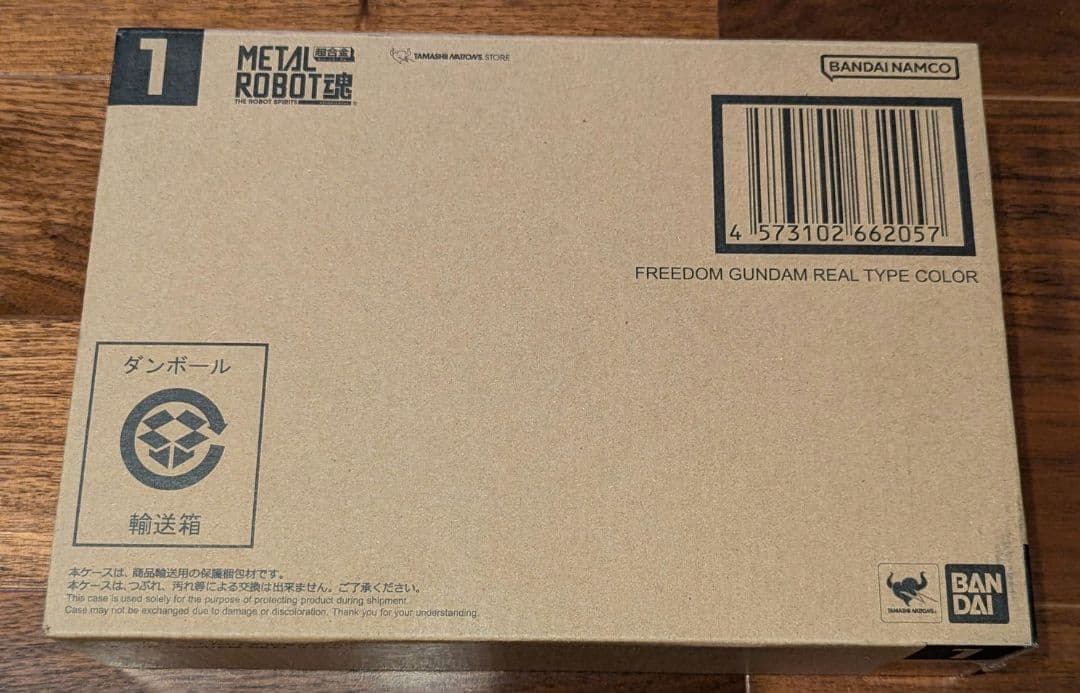 1
METAL 超合金
ROBOT魂
THE ROBOT SPIRITS
TAMASHII NATIONS STORE
BANDAI NAMCO
4 573102 662057
FREEDOM GUNDAM REAL TYPE COLOR
ダンボール
輸送箱
本ケースは、商品輸送用の保護梱包材です。
本ケースは、つぶれ、汚れ等による交換は出来ません。ご了承ください。
This case is used solely for the purpose of protecting product during shipment.
Case may not be exchanged due to damage or discoloration. Thank you for your understanding.
TAMASHII NATIONS
BAN
DAI
1